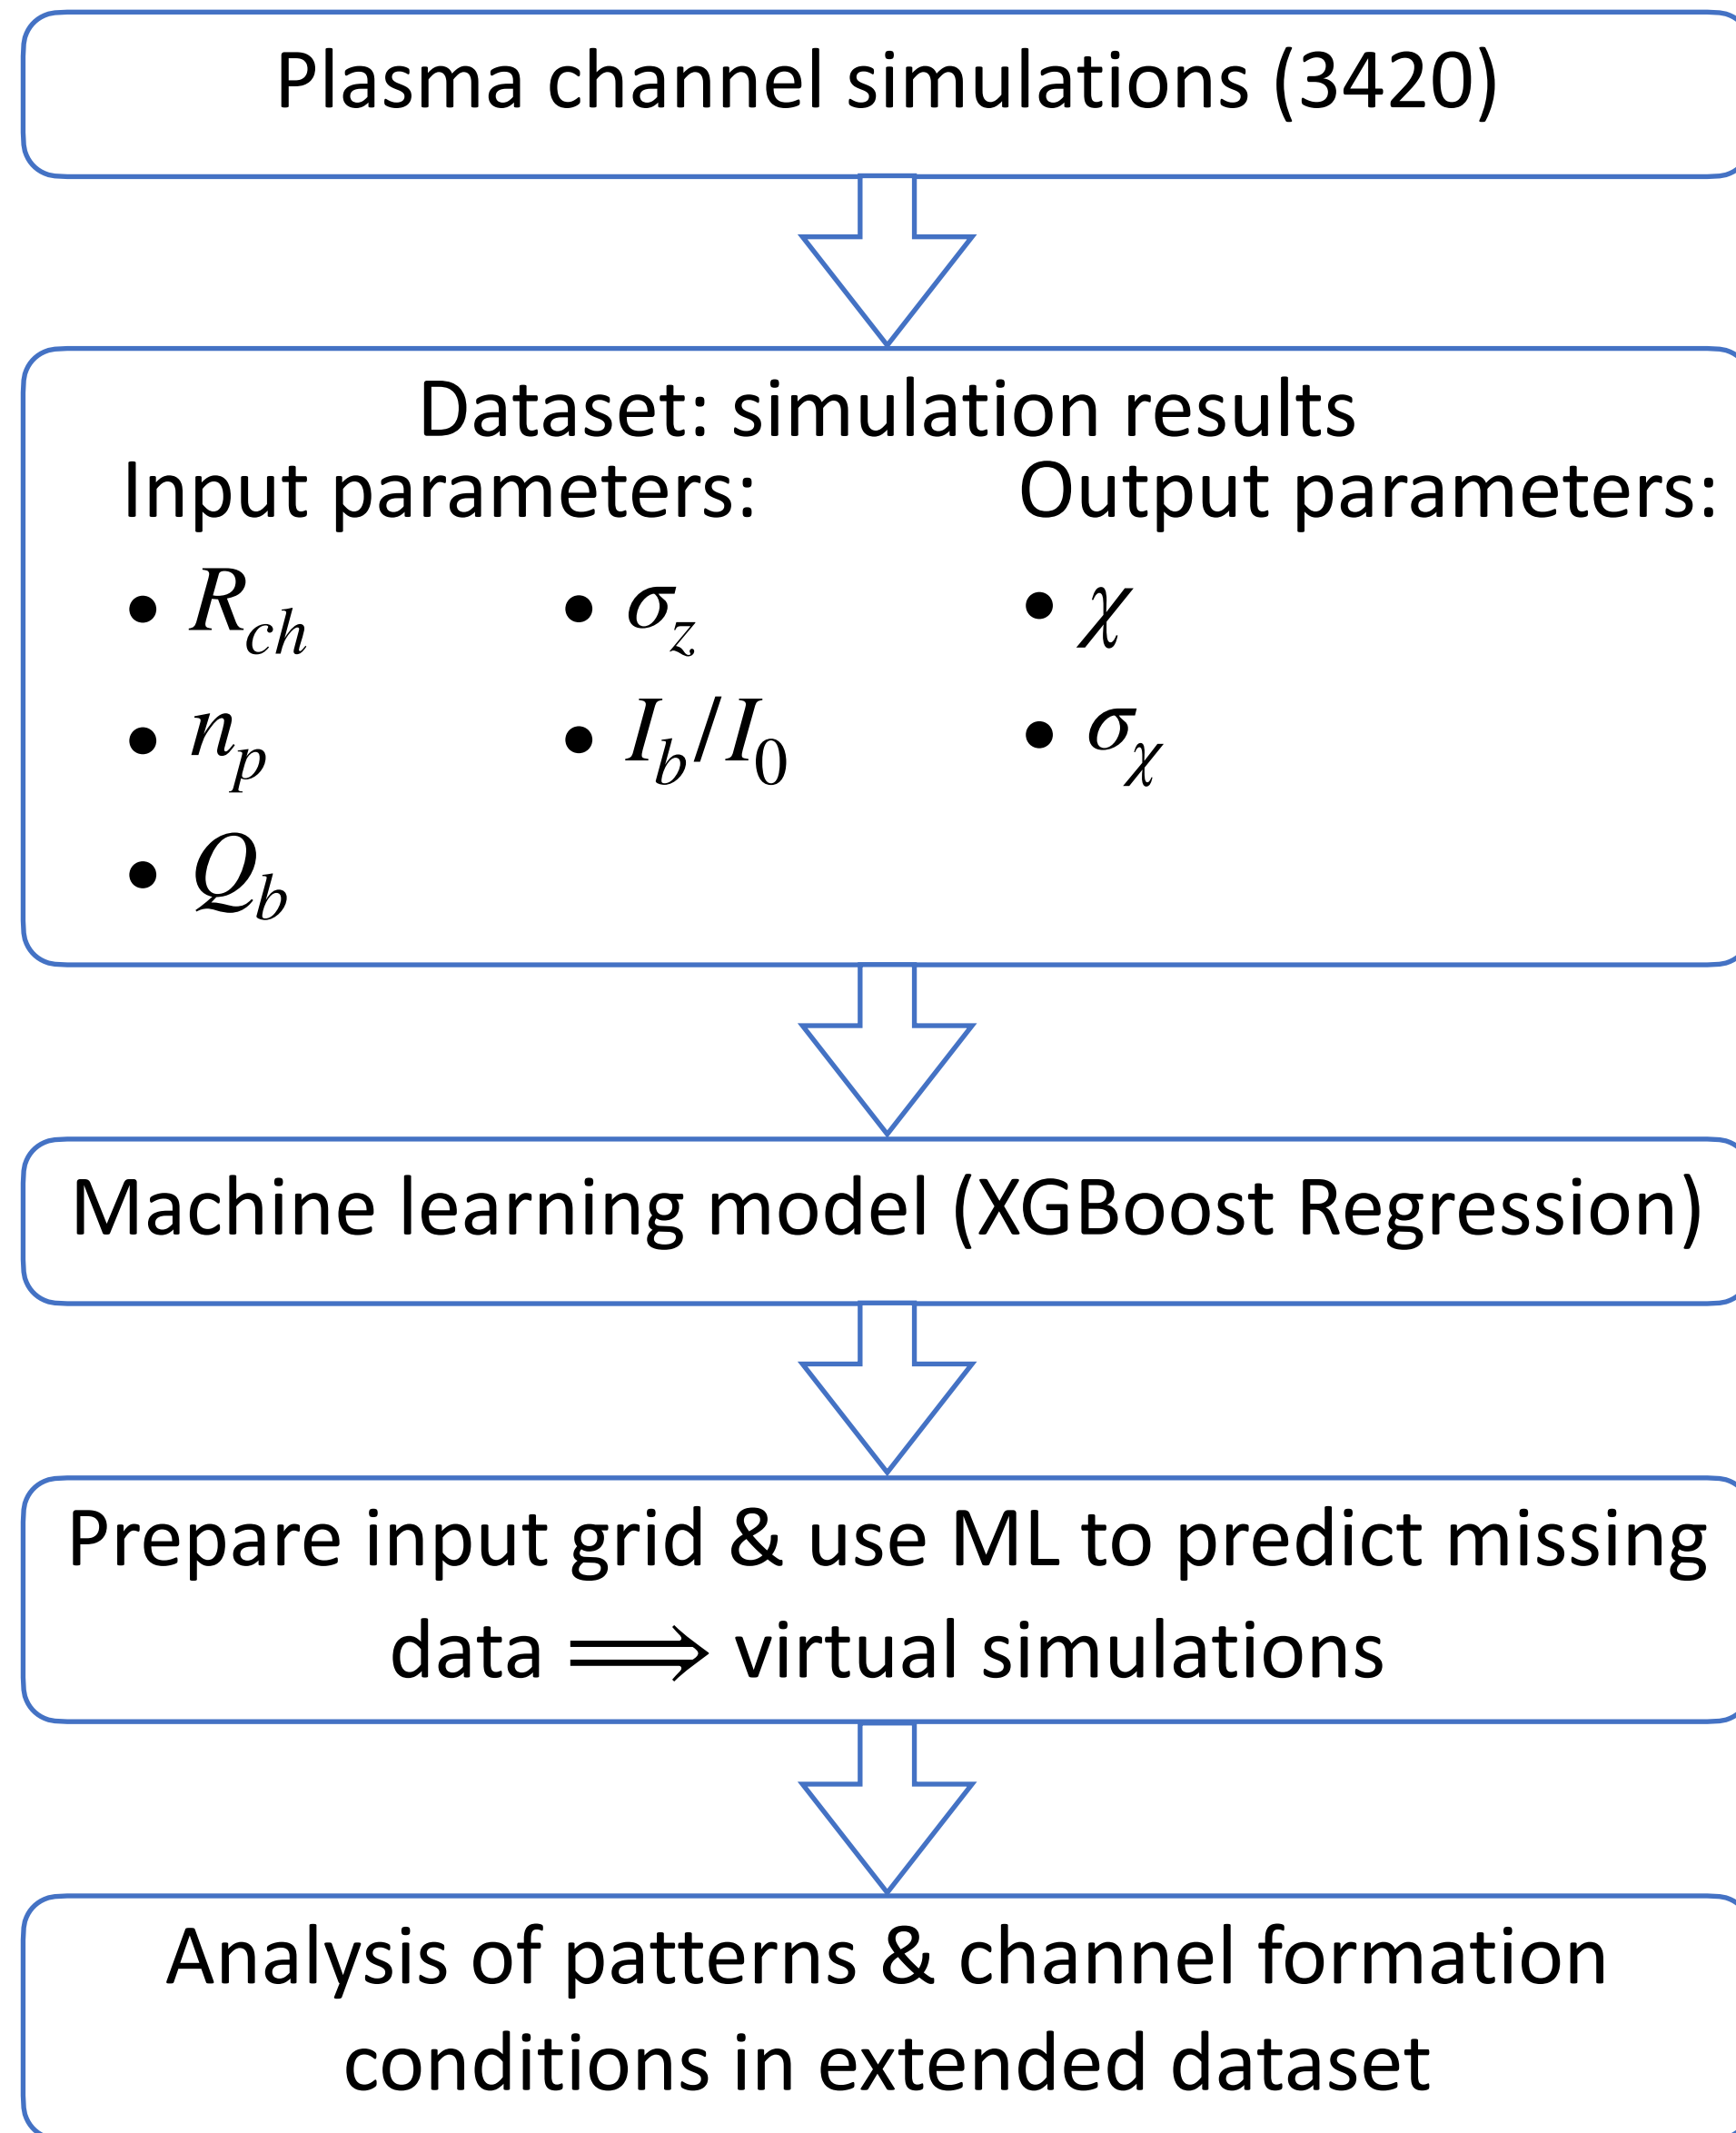 Plasma channel simulations (3420)
Dataset: simulation results
Input parameters: Output parameters:
• R_{ch} • σ_z • χ
• n_p • I_b/I_0 • σ_χ
• Q_b
Machine learning model (XGBoost Regression)
Prepare input grid & use ML to predict missing
data ⟹ virtual simulations
Analysis of patterns & channel formation
conditions in extended dataset